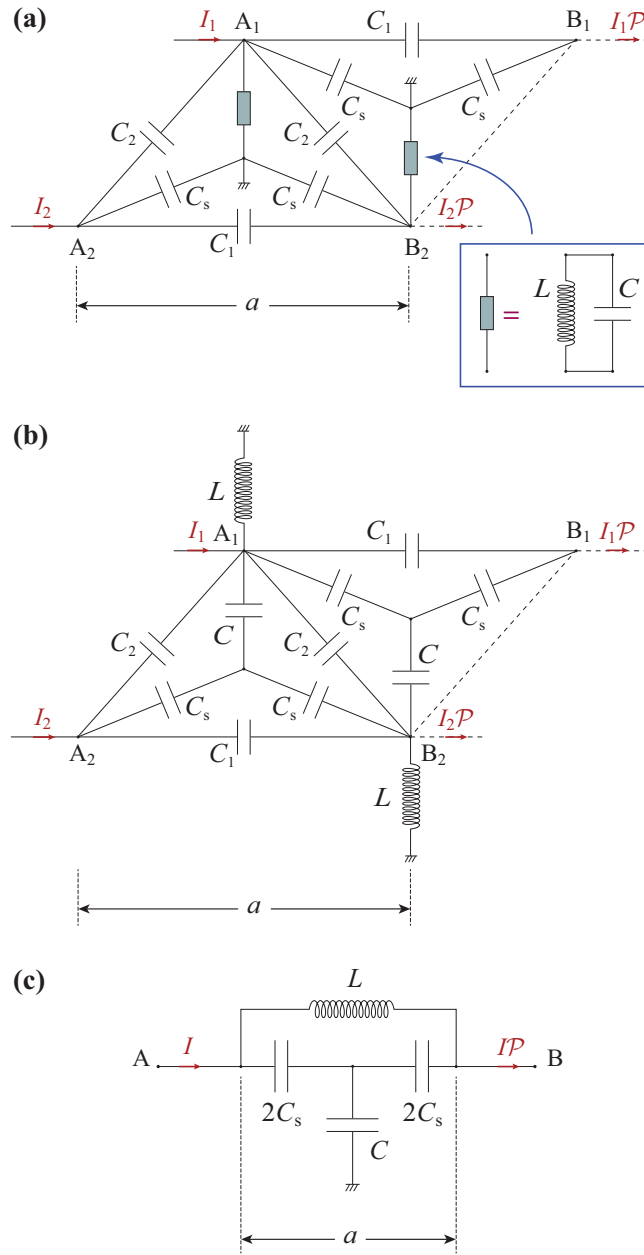 (a)
I₁ A₁ C₁ B₁ I₁𝒫
Cₛ Cₛ
C₂ C₂
Cₛ Cₛ
I₂ I₂𝒫
A₂ C₁ B₂
a
L C
=
(b)
L
I₁ A₁ C₁ B₁ I₁𝒫
Cₛ Cₛ
C₂ C C₂ C
Cₛ Cₛ
I₂ I₂𝒫
A₂ C₁ B₂
L
a
(c)
L
A I I𝒫 B
2Cₛ 2Cₛ
C
a